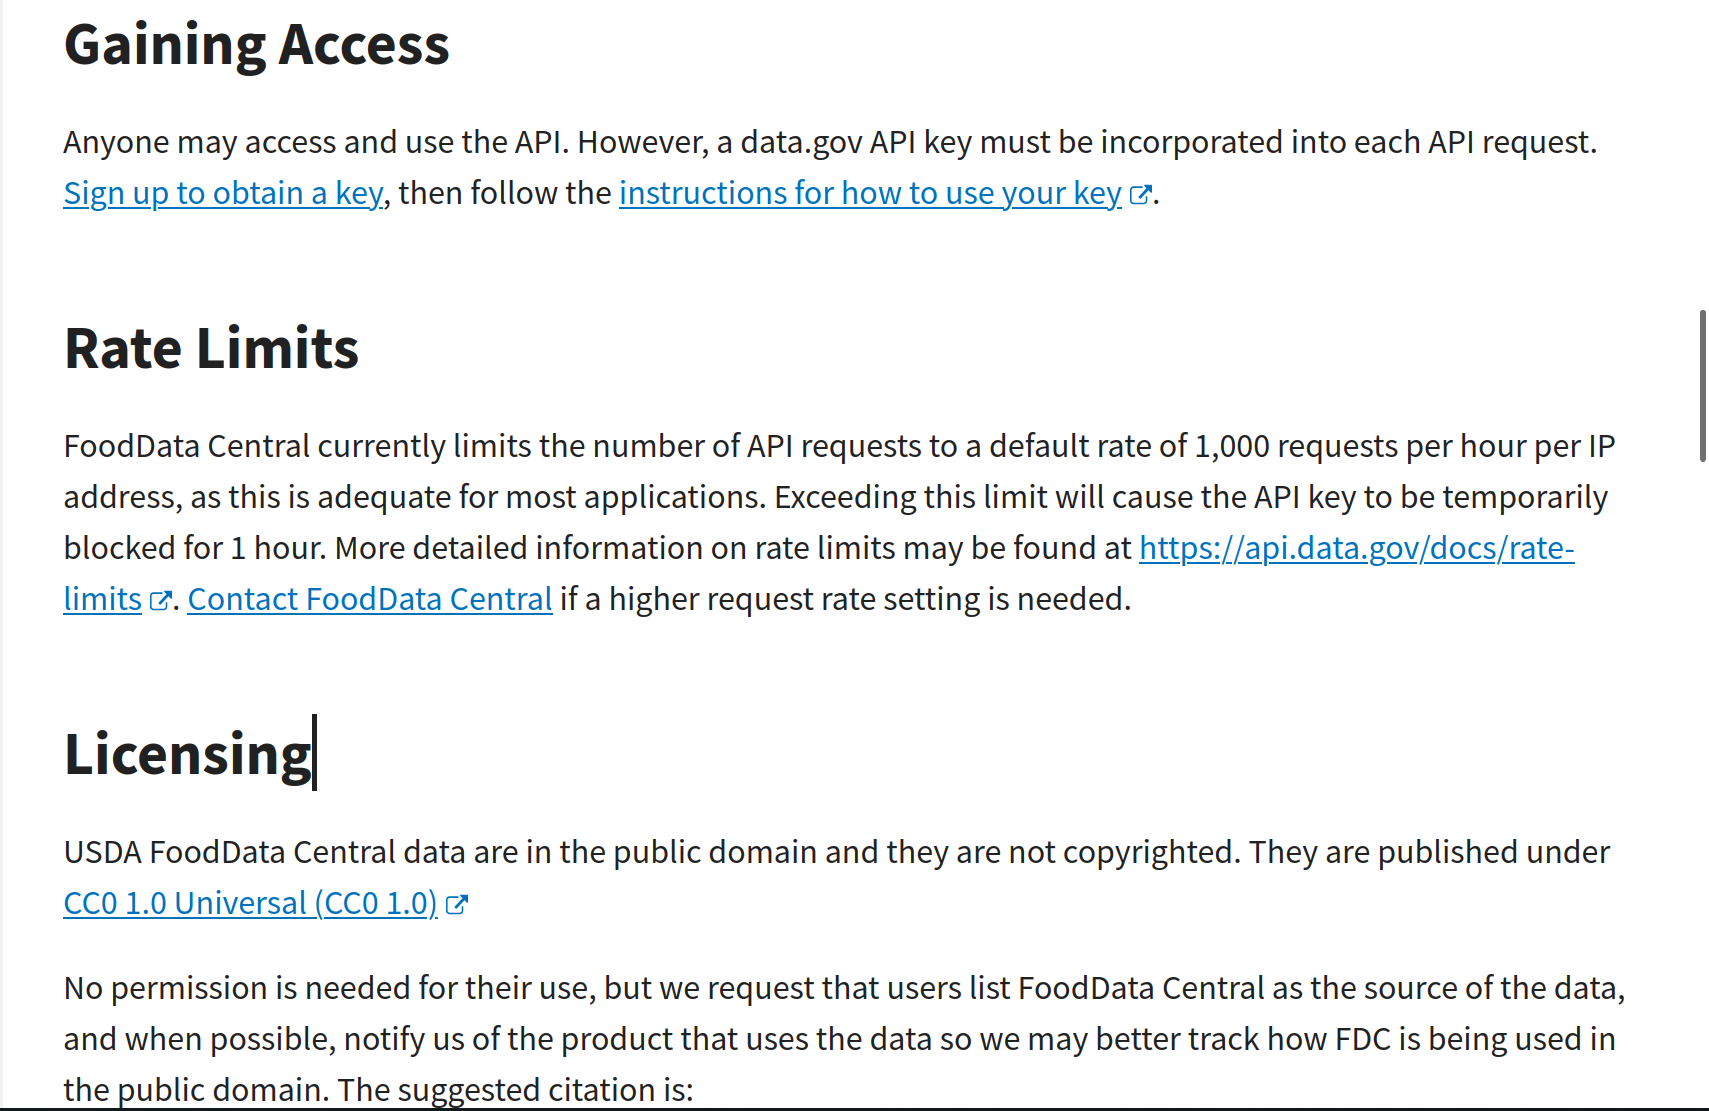 Gaining Access
Anyone may access and use the API. However, a data.gov API key must be incorporated into each API request.
Sign up to obtain a key, then follow the instructions for how to use your key.
Rate Limits
FoodData Central currently limits the number of API requests to a default rate of 1,000 requests per hour per IP
address, as this is adequate for most applications. Exceeding this limit will cause the API key to be temporarily
blocked for 1 hour. More detailed information on rate limits may be found at https://api.data.gov/docs/rate-
limits. Contact FoodData Central if a higher request rate setting is needed.
Licensing
USDA FoodData Central data are in the public domain and they are not copyrighted. They are published under
CC0 1.0 Universal (CC0 1.0)
No permission is needed for their use, but we request that users list FoodData Central as the source of the data,
and when possible, notify us of the product that uses the data so we may better track how FDC is being used in
the public domain. The suggested citation is: